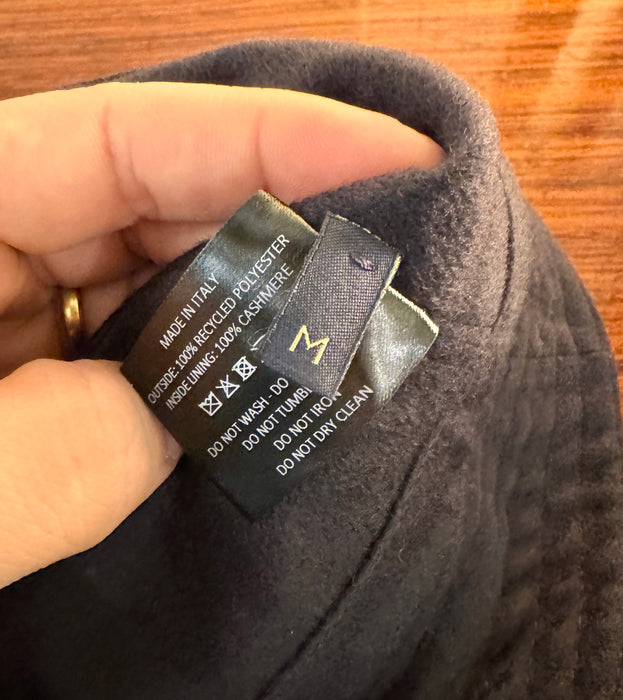 MADE IN ITALY
OUTSIDE: 100% RECYCLED POLYESTER
INSIDE LINING: 100% CASHMERE
DO NOT WASH - DO
DO NOT TUMBL
DO NOT IRON
DO NOT DRY CLEAN
M